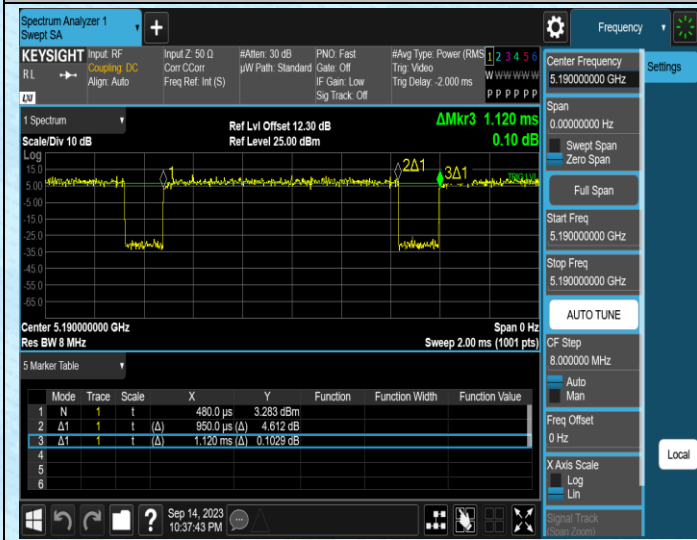 Spectrum Analyzer 1
Swept SA
+
Frequency
KEYSIGHT
RL
LXI
Input: RF
Coupling: DC
Align: Auto
Input Z: 50 Ω
Corr CCorr
Freq Ref: Int (S)
#Atten: 30 dB
µW Path: Standard
PNO: Fast
Gate: Off
IF Gain: Low
Sig Track: Off
#Avg Type: Power (RMS
Trig: Video
Trig Delay: -2.000 ms
1 2 3 4 5 6
W W W W W W
P P P P P P
1 Spectrum
Scale/Div 10 dB
Ref Lvl Offset 12.30 dB
Ref Level 25.00 dBm
ΔMkr3 1.120 ms
0.10 dB
Log
15.0
5.00
-5.00
-15.0
-25.0
-35.0
-45.0
-55.0
-65.0
1
2Δ1
3Δ1
TRIG LVL
Center 5.190000000 GHz
Res BW 8 MHz
Span 0 Hz
Sweep 2.00 ms (1001 pts)
5 Marker Table
Mode Trace Scale X Y Function Function Width Function Value
1 N 1 t 480.0 µs 3.283 dBm
2 Δ1 1 t (Δ) 950.0 µs (Δ) 4.612 dB
3 Δ1 1 t (Δ) 1.120 ms (Δ) 0.1029 dB
4
5
6
Sep 14, 2023
10:37:43 PM
Center Frequency
5.190000000 GHz
Span
0.00000000 Hz
Swept Span
Zero Span
Full Span
Start Freq
5.190000000 GHz
Stop Freq
5.190000000 GHz
AUTO TUNE
CF Step
8.000000 MHz
Auto
Man
Freq Offset
0 Hz
X Axis Scale
Log
Lin
Signal Track
(Span Zoom)
Settings
Local